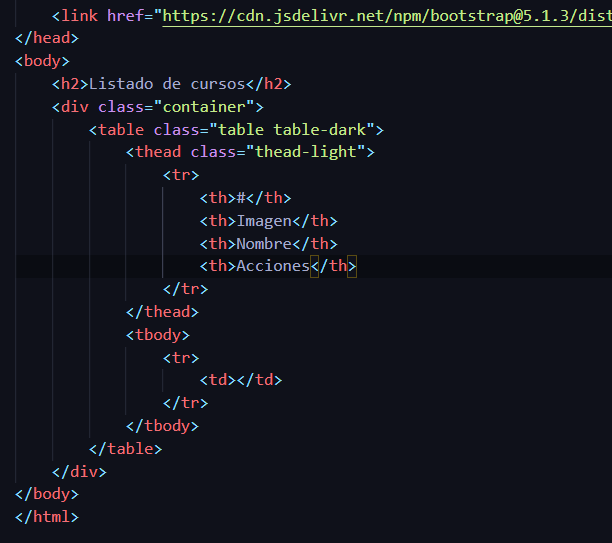 <link href="https://cdn.jsdelivr.net/npm/bootstrap@5.1.3/dist
</head>
<body>
<h2>Listado de cursos</h2>
<div class="container">
<table class="table table-dark">
<thead class="thead-light">
<tr>
<th>#</th>
<th>Imagen</th>
<th>Nombre</th>
<th>Acciones</th>
</tr>
</thead>
<tbody>
<tr>
<td></td>
</tr>
</tbody>
</table>
</div>
</body>
</html>